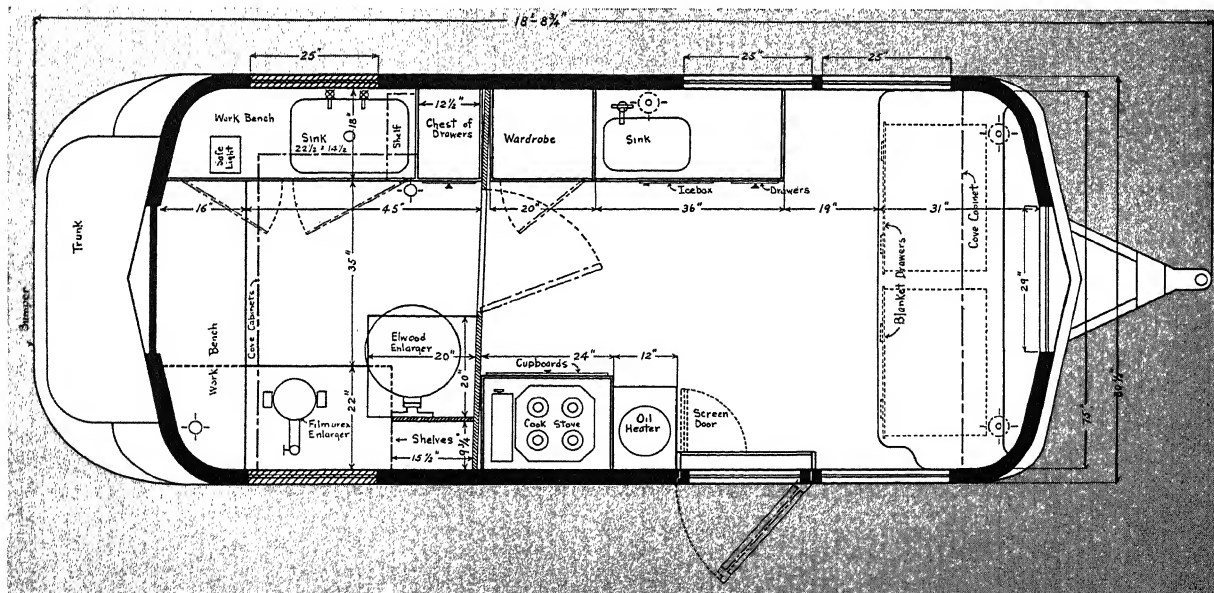 18'-8¾"
25"
25"
25"
Work Bench
Safe
Light
Sink
22½ x 14½
18"
Shelf
12½"
Chest of
Drawers
Wardrobe
Sink
Icebox
Drawers
16"
45"
20"
36"
19"
31"
Trunk
Bumper
Work Bench
Cove Cabinets
35"
Elwood
Enlarger
20"
20"
22"
Filmurex
Enlarger
Shelves
15½"
9¾"
Cupboards
24"
12"
Cook Stove
Oil
Heater
Screen
Door
Blanket Drawers
Cove Cabinet
29"
75"